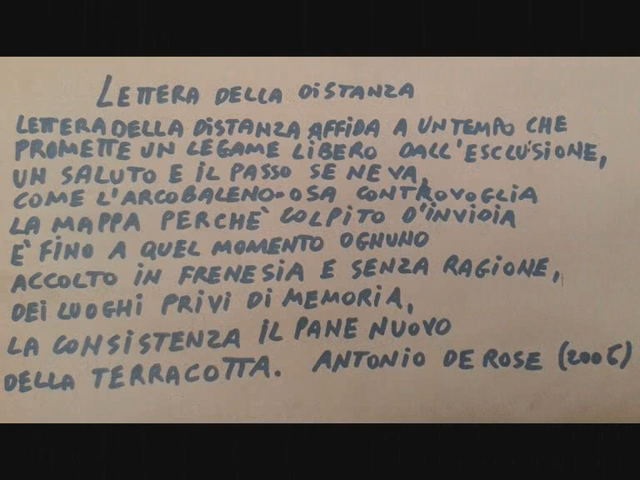 LETTERA DELLA DISTANZA
LETTERA DELLA DISTANZA AFFIDA A UN TEMPO CHE
PROMETTE UN LEGAME LIBERO DALL'ESCLUSIONE,
UN SALUTO E IL PASSO SE NE VA,
COME L'ARCOBALENO-OSA CONTROVOGLIA
LA MAPPA PERCHE' COLPITO D'INVIDIA
E' FINO A QUEL MOMENTO OGNUNO
ACCOLTO IN FRENESIA E SENZA RAGIONE,
DEI LUOGHI PRIVI DI MEMORIA,
LA CONSISTENZA IL PANE NUOVO
DELLA TERRACOTTA. ANTONIO DE ROSE (2006)